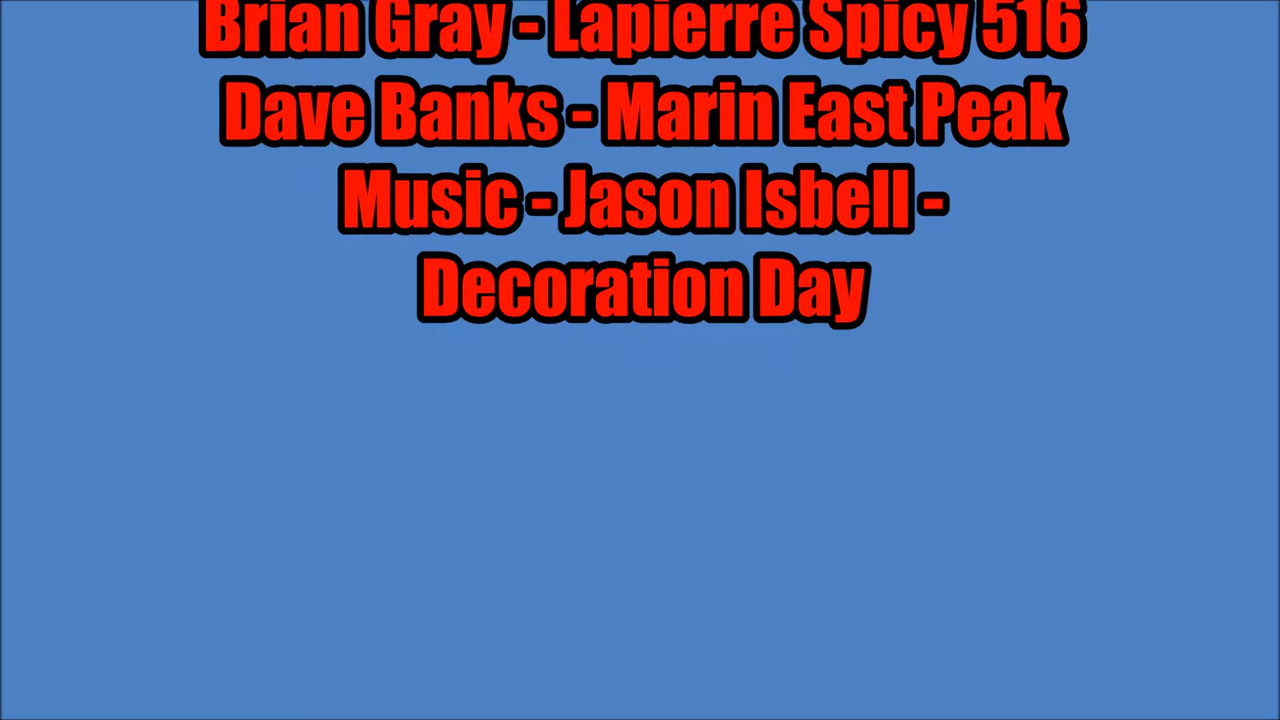 Brian Gray - Lapierre Spicy 516
Dave Banks - Marin East Peak
Music - Jason Isbell -
Decoration Day